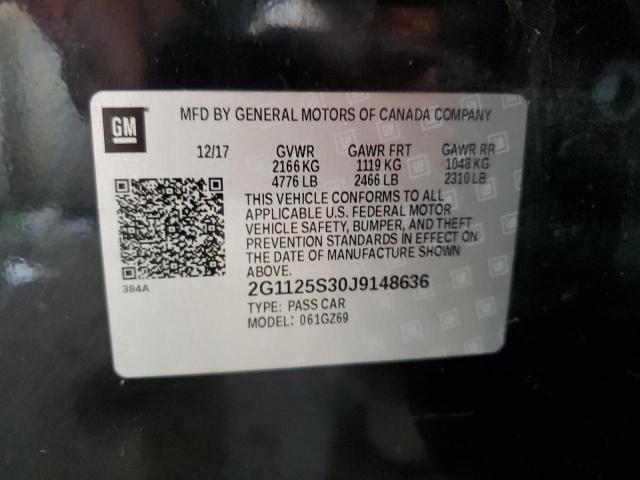 GM
MFD BY GENERAL MOTORS OF CANADA COMPANY
12/17 GVWR GAWR FRT GAWR RR
2166 KG 1119 KG 1048 KG
4776 LB 2466 LB 2310 LB
THIS VEHICLE CONFORMS TO ALL
APPLICABLE U.S. FEDERAL MOTOR
VEHICLE SAFETY, BUMPER, AND THEFT
PREVENTION STANDARDS IN EFFECT ON
THE DATE OF MANUFACTURE SHOWN
ABOVE.
384A
2G1125S30J9148636
TYPE: PASS CAR
MODEL: 061GZ69